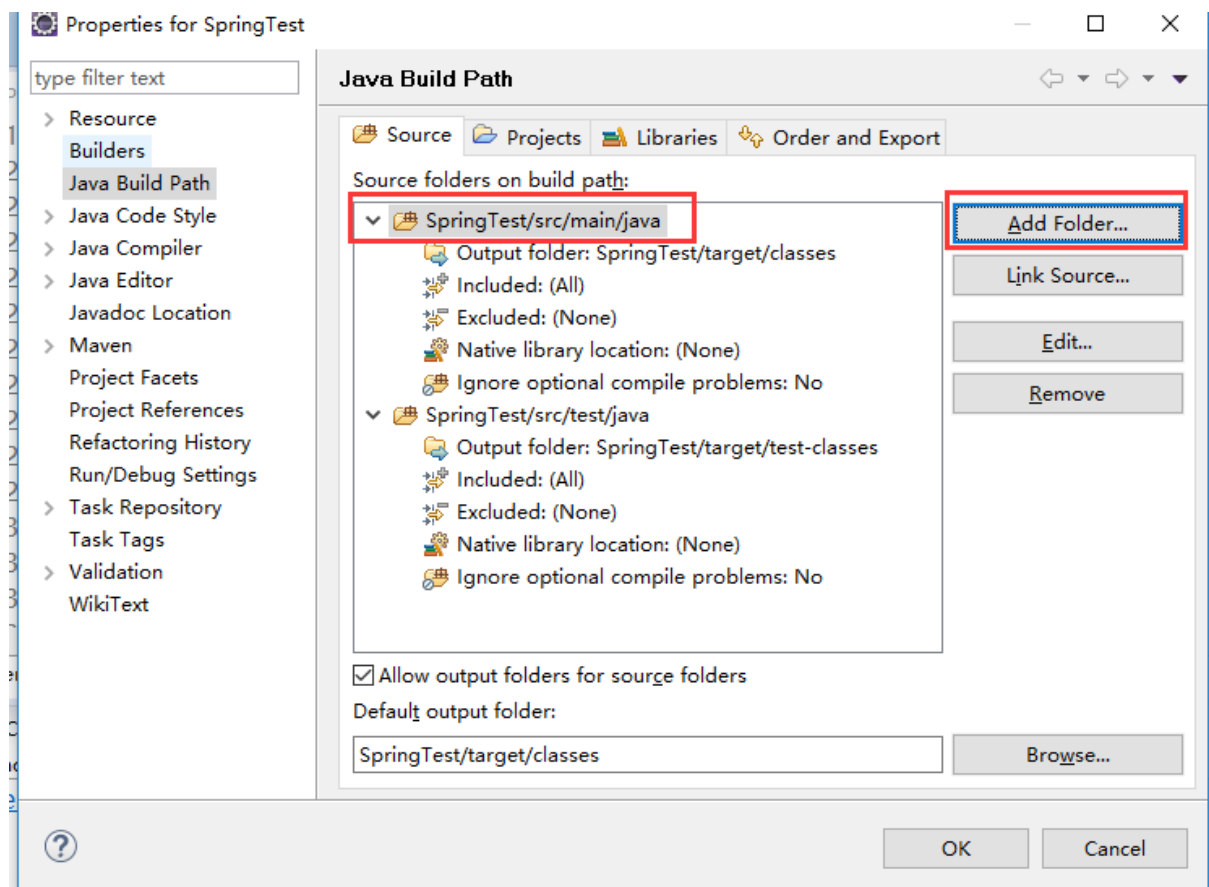 Properties for SpringTest
type filter text
Resource
Builders
Java Build Path
Java Code Style
Java Compiler
Java Editor
Javadoc Location
Maven
Project Facets
Project References
Refactoring History
Run/Debug Settings
Task Repository
Task Tags
Validation
WikiText
Java Build Path
Source Projects Libraries Order and Export
Source folders on build path:
SpringTest/src/main/java
Output folder: SpringTest/target/classes
Included: (All)
Excluded: (None)
Native library location: (None)
Ignore optional compile problems: No
SpringTest/src/test/java
Output folder: SpringTest/target/test-classes
Included: (All)
Excluded: (None)
Native library location: (None)
Ignore optional compile problems: No
Add Folder...
Link Source...
Edit...
Remove
Allow output folders for source folders
Default output folder:
SpringTest/target/classes
Browse...
OK Cancel